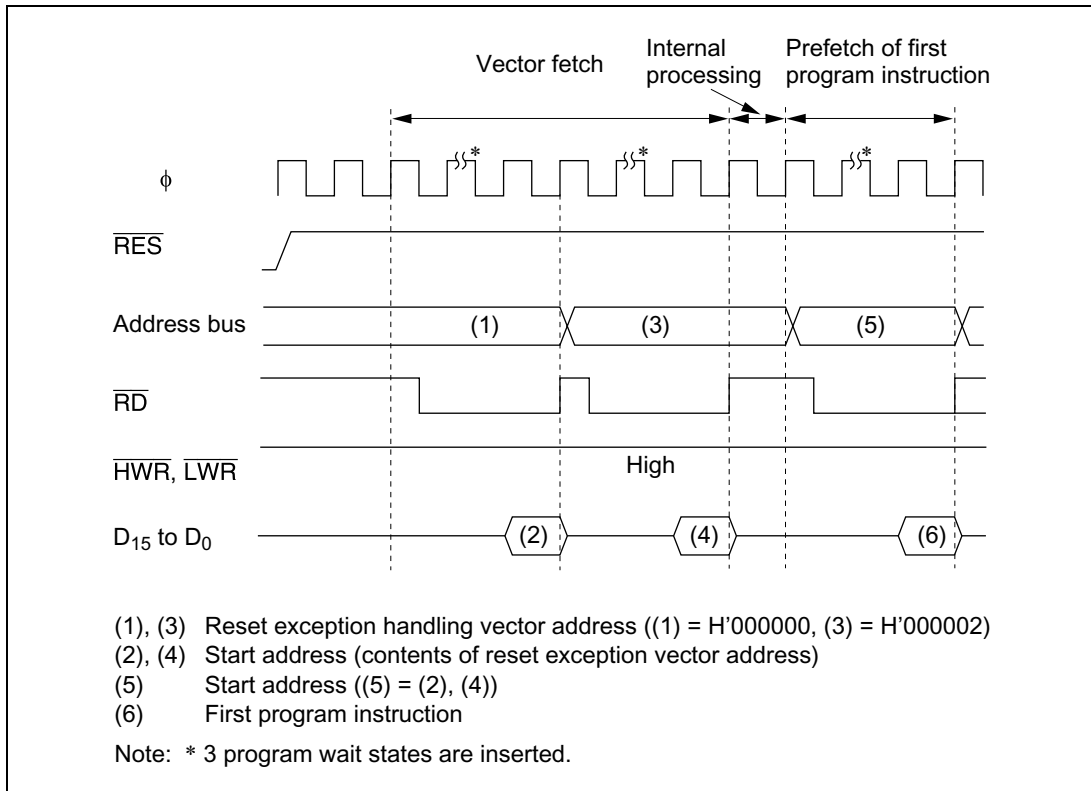 Vector fetch
Internal
processing
Prefetch of first
program instruction
*
*
*
ϕ
RES
Address bus
(1)
(3)
(5)
RD
HWR, LWR
High
D15 to D0
(2)
(4)
(6)
(1), (3) Reset exception handling vector address ((1) = H'000000, (3) = H'000002)
(2), (4) Start address (contents of reset exception vector address)
(5) Start address ((5) = (2), (4))
(6) First program instruction
Note: * 3 program wait states are inserted.